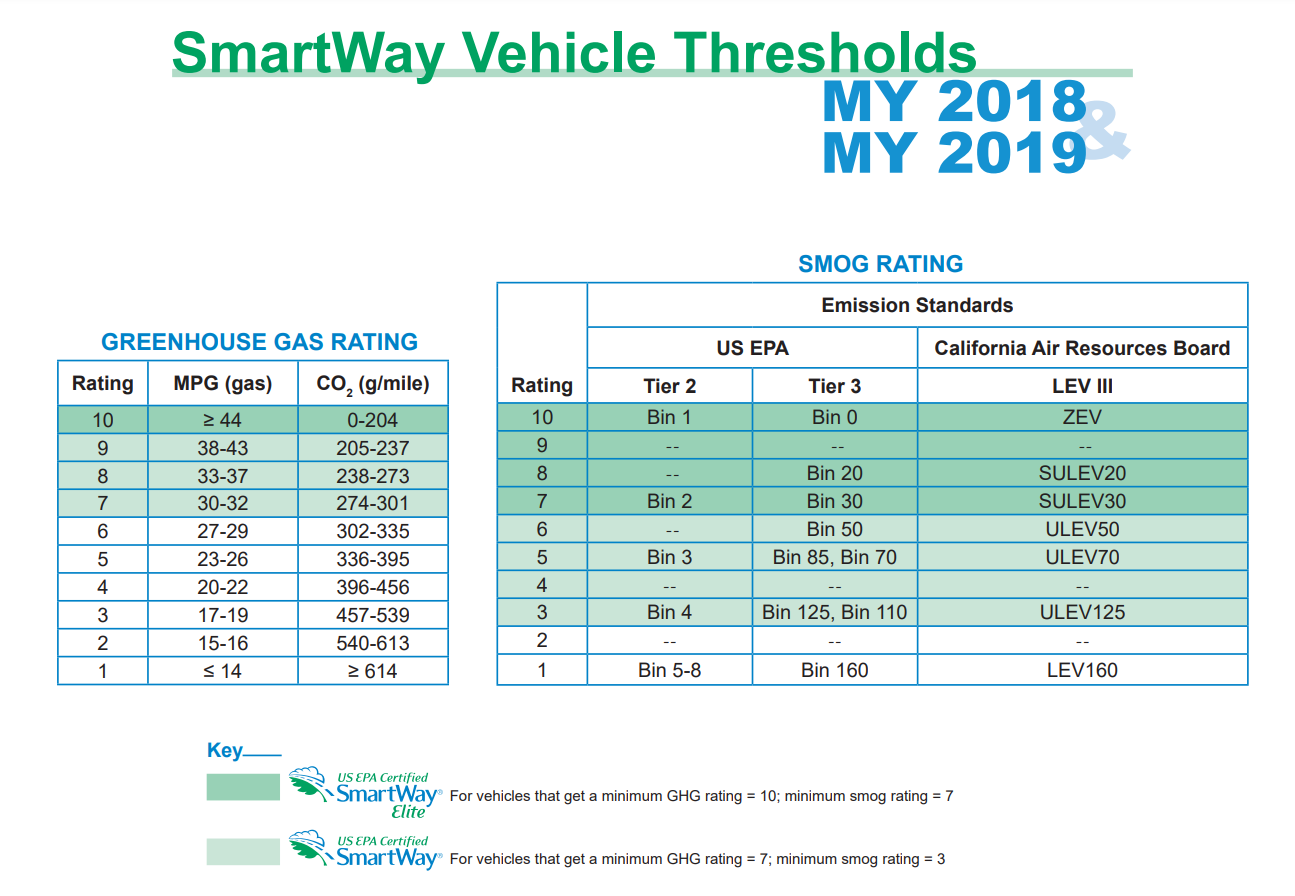 SmartWay Vehicle Thresholds
MY 2018 &
MY 2019
GREENHOUSE GAS RATING
Rating MPG (gas) CO2 (g/mile)
10 ≥ 44 0-204
9 38-43 205-237
8 33-37 238-273
7 30-32 274-301
6 27-29 302-335
5 23-26 336-395
4 20-22 396-456
3 17-19 457-539
2 15-16 540-613
1 ≤ 14 ≥ 614
SMOG RATING
Emission Standards
US EPA California Air Resources Board
Rating Tier 2 Tier 3 LEV III
10 Bin 1 Bin 0 ZEV
9 -- -- --
8 -- Bin 20 SULEV20
7 Bin 2 Bin 30 SULEV30
6 -- Bin 50 ULEV50
5 Bin 3 Bin 85, Bin 70 ULEV70
4 -- -- --
3 Bin 4 Bin 125, Bin 110 ULEV125
2 -- -- --
1 Bin 5-8 Bin 160 LEV160
Key
US EPA Certified
SmartWay®
Elite
For vehicles that get a minimum GHG rating = 10; minimum smog rating = 7
US EPA Certified
SmartWay®
For vehicles that get a minimum GHG rating = 7; minimum smog rating = 3